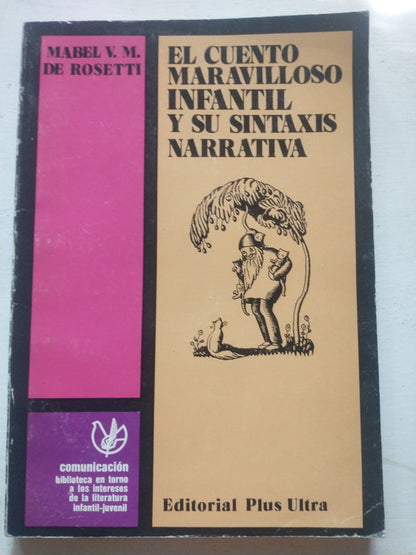 MABEL V. M.
DE ROSETTI
EL CUENTO
MARAVILLOSO
INFANTIL
Y SU SINTAXIS
NARRATIVA
comunicación
biblioteca en torno
a los intereses
de la literatura
infantil-juvenil
Editorial Plus Ultra